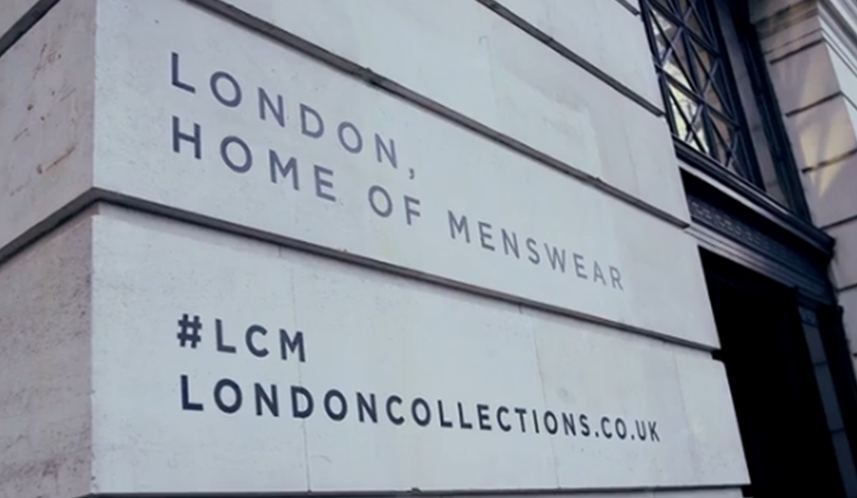 LONDON,
HOME OF MENSWEAR
#LCM
LONDONCOLLECTIONS.CO.UK